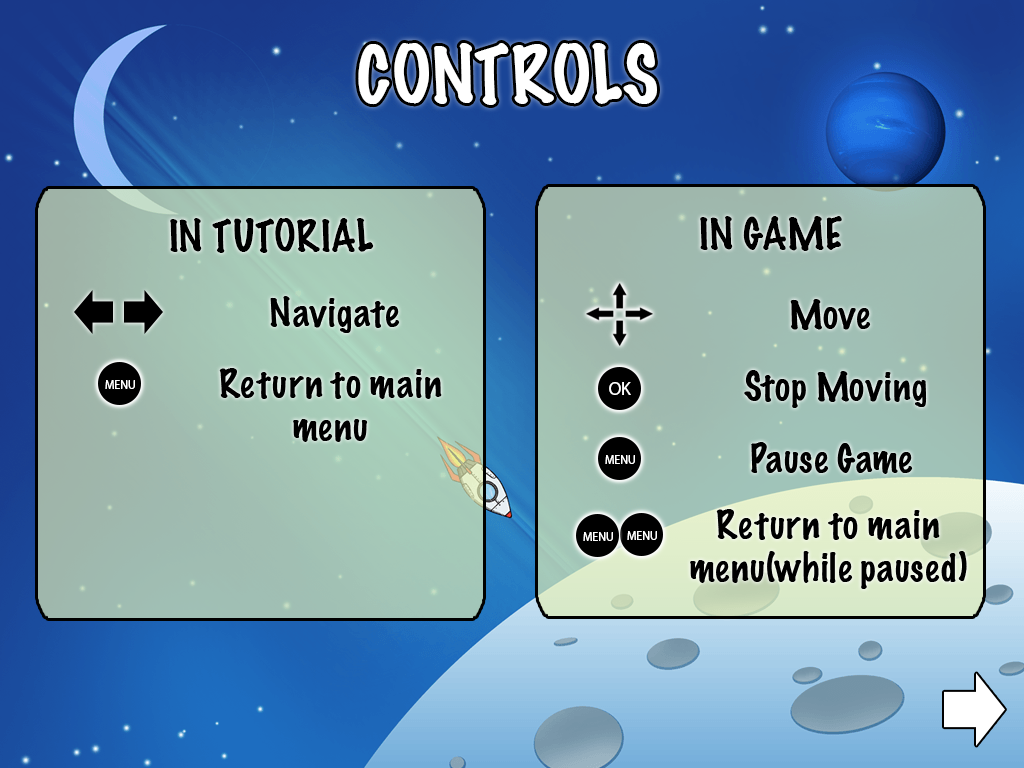 CONTROLS
IN TUTORIAL
Navigate
MENU
Return to main
menu
IN GAME
Move
OK
Stop Moving
MENU
Pause Game
MENU MENU
Return to main
menu(while paused)